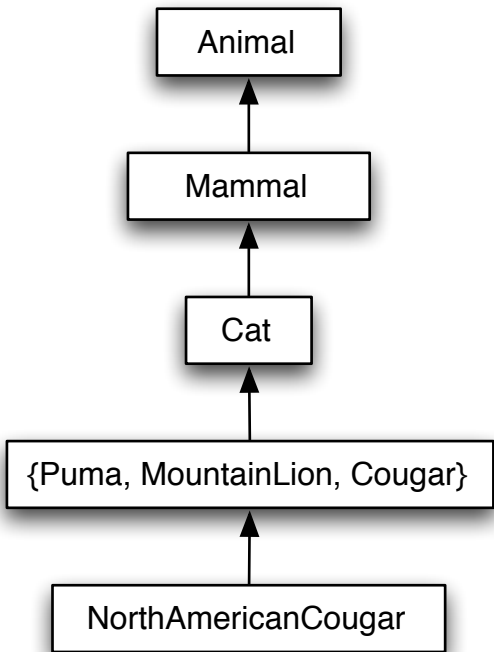 Animal
Mammal
Cat
{Puma, MountainLion, Cougar}
NorthAmericanCougar